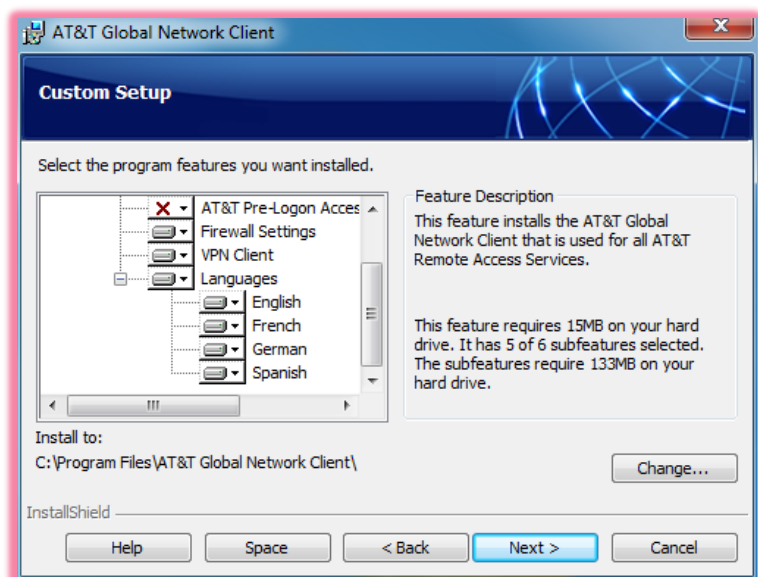 AT&T Global Network Client
Custom Setup
Select the program features you want installed.
AT&T Pre-Logon Acces
Firewall Settings
VPN Client
Languages
English
French
German
Spanish
Feature Description
This feature installs the AT&T Global
Network Client that is used for all AT&T
Remote Access Services.
This feature requires 15MB on your hard
drive. It has 5 of 6 subfeatures selected.
The subfeatures require 133MB on your
hard drive.
Install to:
C:\Program Files\AT&T Global Network Client\
Change...
InstallShield
Help
Space
< Back
Next >
Cancel